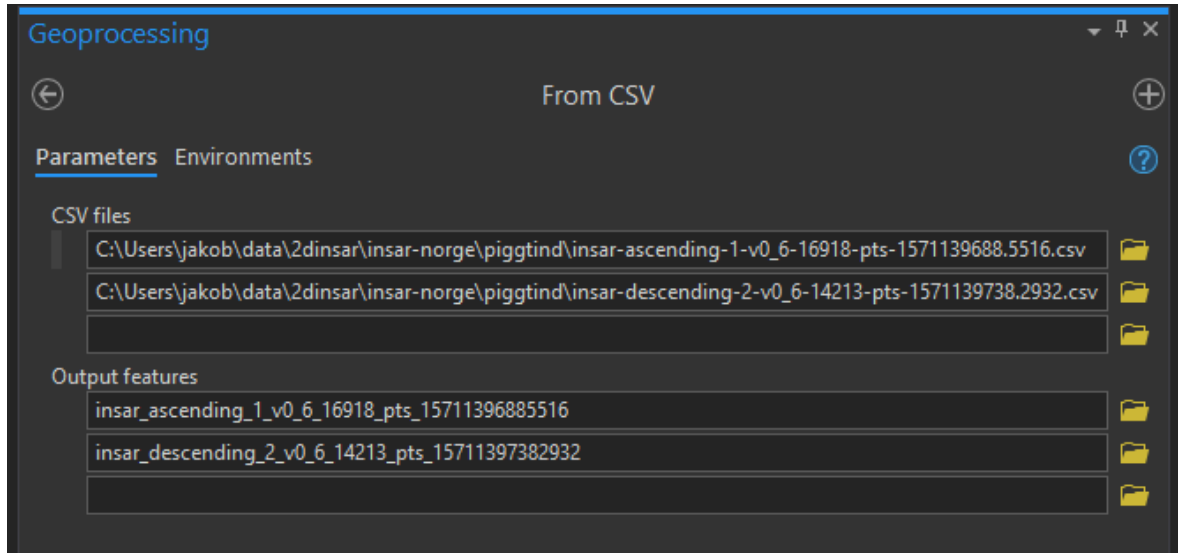 Geoprocessing
From CSV
Parameters Environments
CSV files
C:\Users\jakob\data\2dinsar\insar-norge\piggtind\insar-ascending-1-v0_6-16918-pts-1571139688.5516.csv
C:\Users\jakob\data\2dinsar\insar-norge\piggtind\insar-descending-2-v0_6-14213-pts-1571139738.2932.csv
Output features
insar_ascending_1_v0_6_16918_pts_15711396885516
insar_descending_2_v0_6_14213_pts_15711397382932